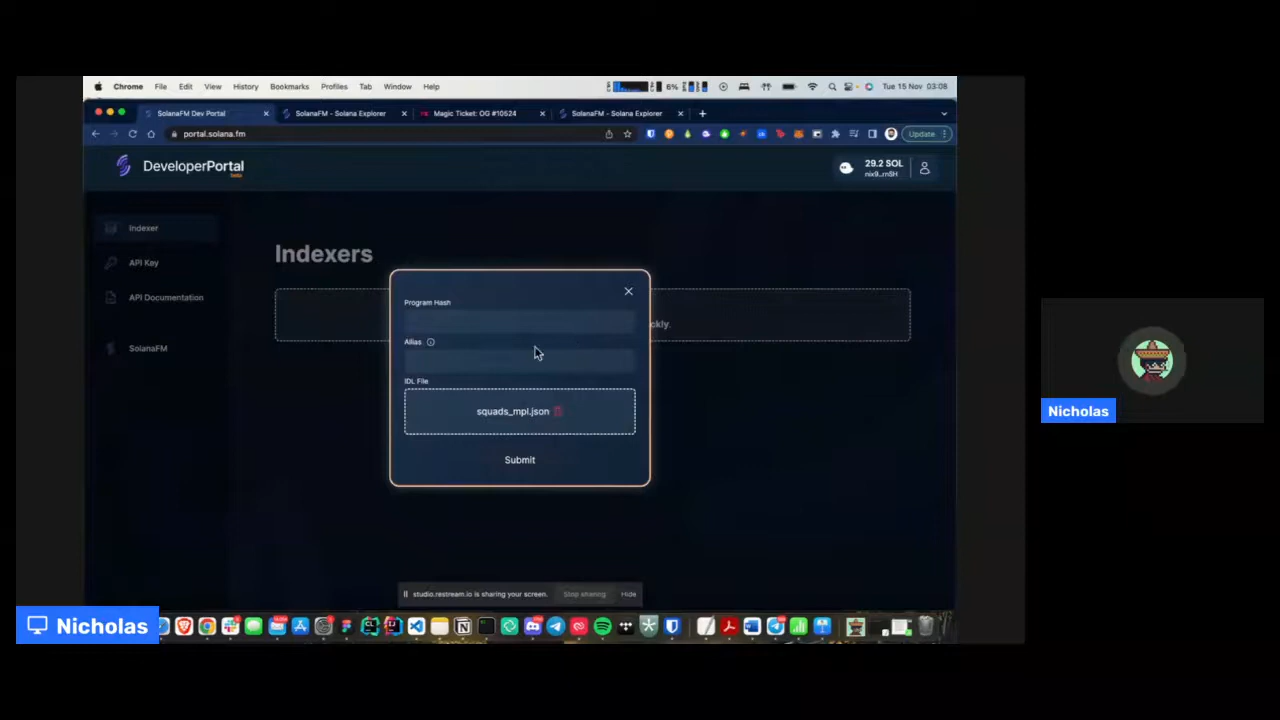 Chrome File Edit View History Bookmarks Profiles Tab Window Help 6% Tue 15 Nov 03:08
SolanaFM Dev Portal SolanaFM - Solana Explorer Magic Ticket: OG #10524 SolanaFM - Solana Explorer
portal.solana.fm Update
DeveloperPortal
beta
29.2 SOL
Indexer
API Key
API Documentation
SolanaFM
Indexers
ckly.
Program Hash
Alias
IDL File
squads_mpl.json
Submit
studio.restream.io is sharing your screen. Stop sharing Hide
Nicholas
Nicholas